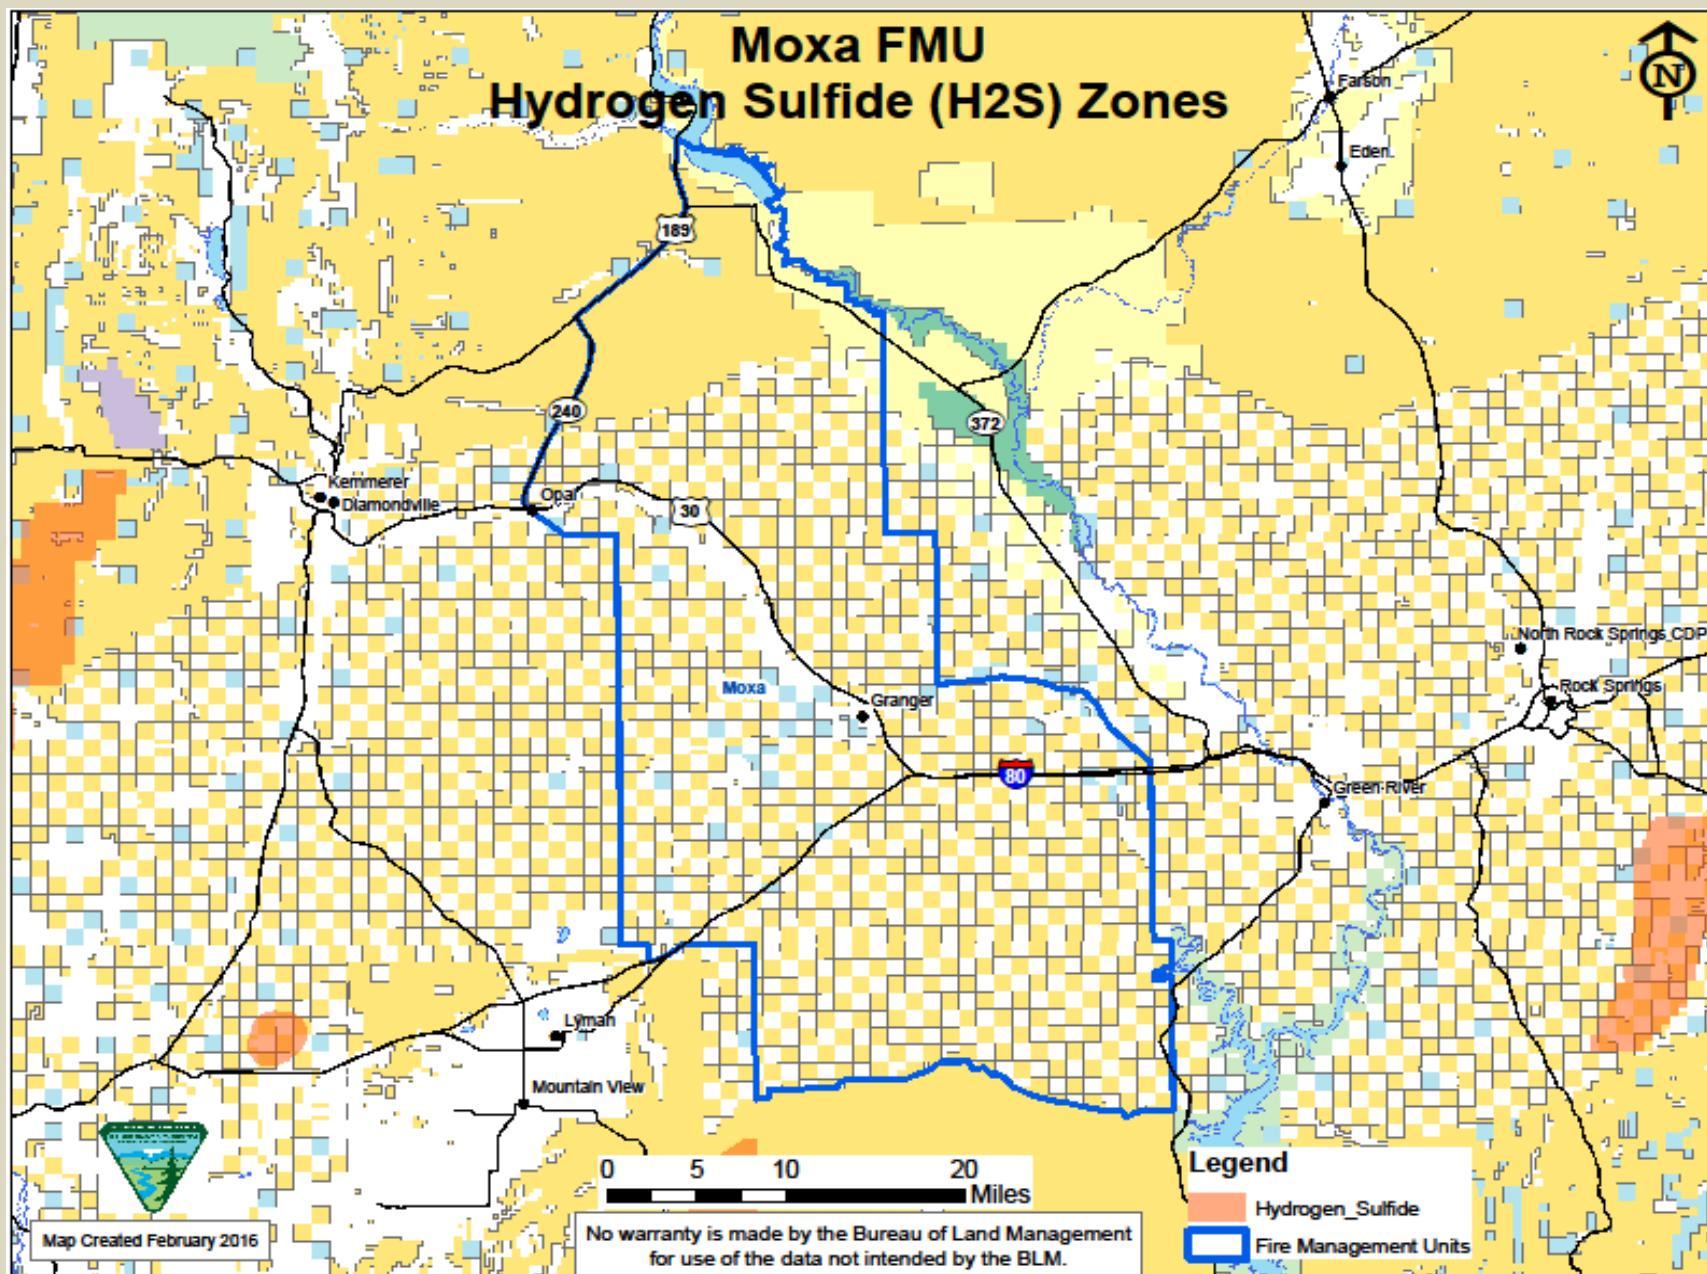 Moxa FMU
Hydrogen Sulfide (H2S) Zones
N
Farson
Eden
189
240
372
Kemmerer
Diamondville
Opal
30
North Rock Springs CDP
Moxa
Rock Springs
Granger
80
Green River
Lyman
Mountain View
0 5 10 20
Miles
Legend
Hydrogen_Sulfide
Fire Management Units
No warranty is made by the Bureau of Land Management
for use of the data not intended by the BLM.
Map Created February 2016